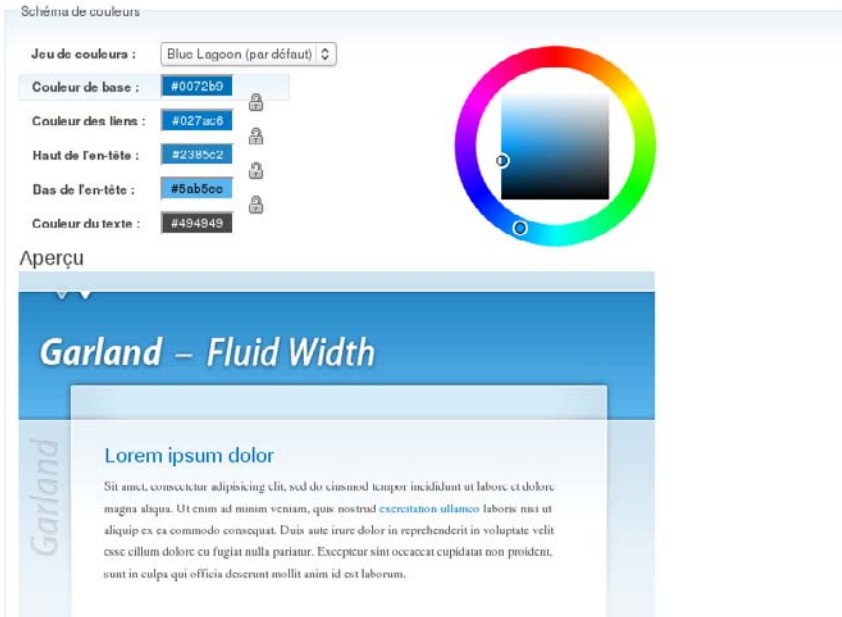 Schéma de couleurs
Jeu de couleurs :
Blue Lagoon (par défaut)
Couleur de base :
#0072b9
Couleur des liens :
#027ac6
Haut de l'en-tête :
#2385c2
Bas de l'en-tête :
#5ab5ee
Couleur du texte :
#494949
Aperçu
Garland – Fluid Width
Garland
Lorem ipsum dolor
Sit amet, consectetur adipisicing elit, sed do eiusmod tempor incididunt ut labore et dolore
magna aliqua. Ut enim ad minim veniam, quis nostrud exercitation ullamco laboris nisi ut
aliquip ex ea commodo consequat. Duis aute irure dolor in reprehenderit in voluptate velit
esse cillum dolore eu fugiat nulla pariatur. Excepteur sint occaecat cupidatat non proident,
sunt in culpa qui officia deserunt mollit anim id est laborum.